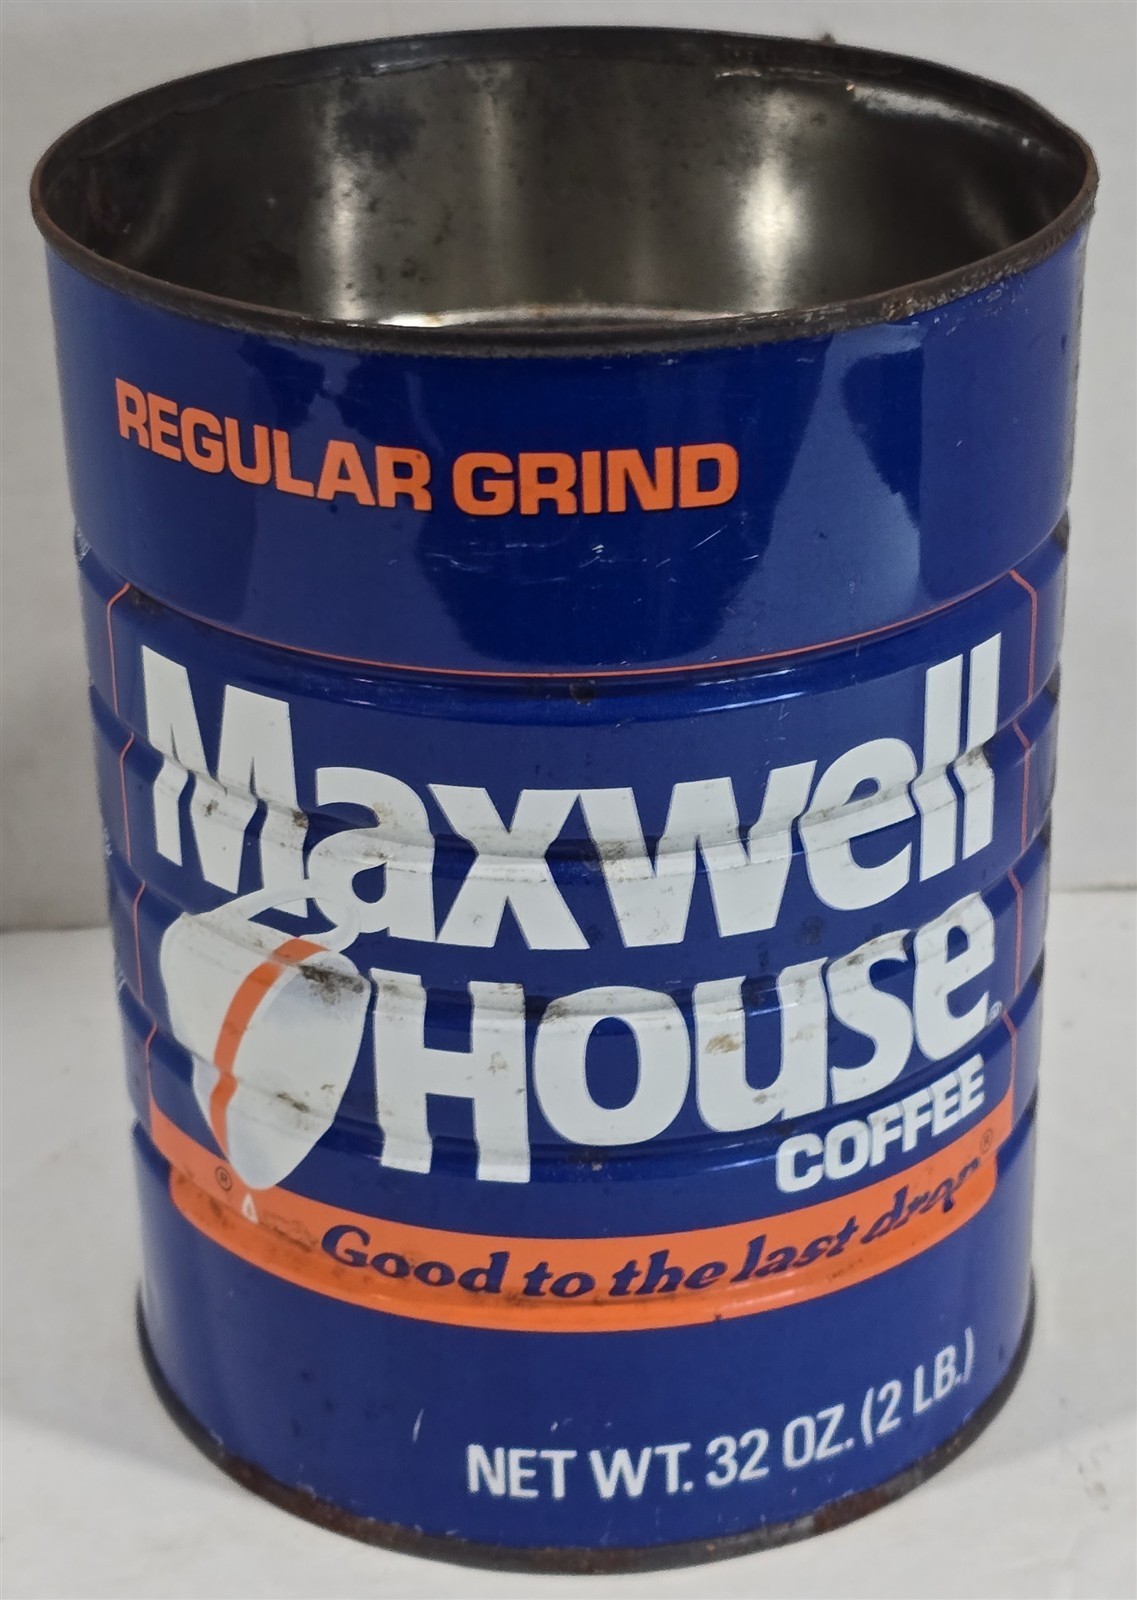 REGULAR GRIND
Maxwell
House®
COFFEE
® Good to the last drop®
NET WT. 32 OZ. (2 LB.)